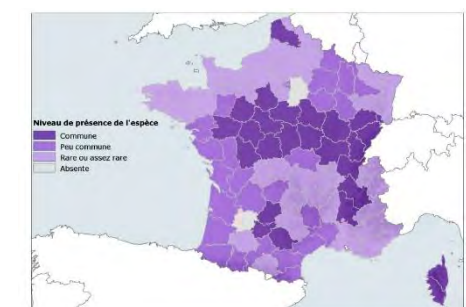 Niveau de présence de l'espèce
Commune
Peu commune
Rare ou assez rare
Absente